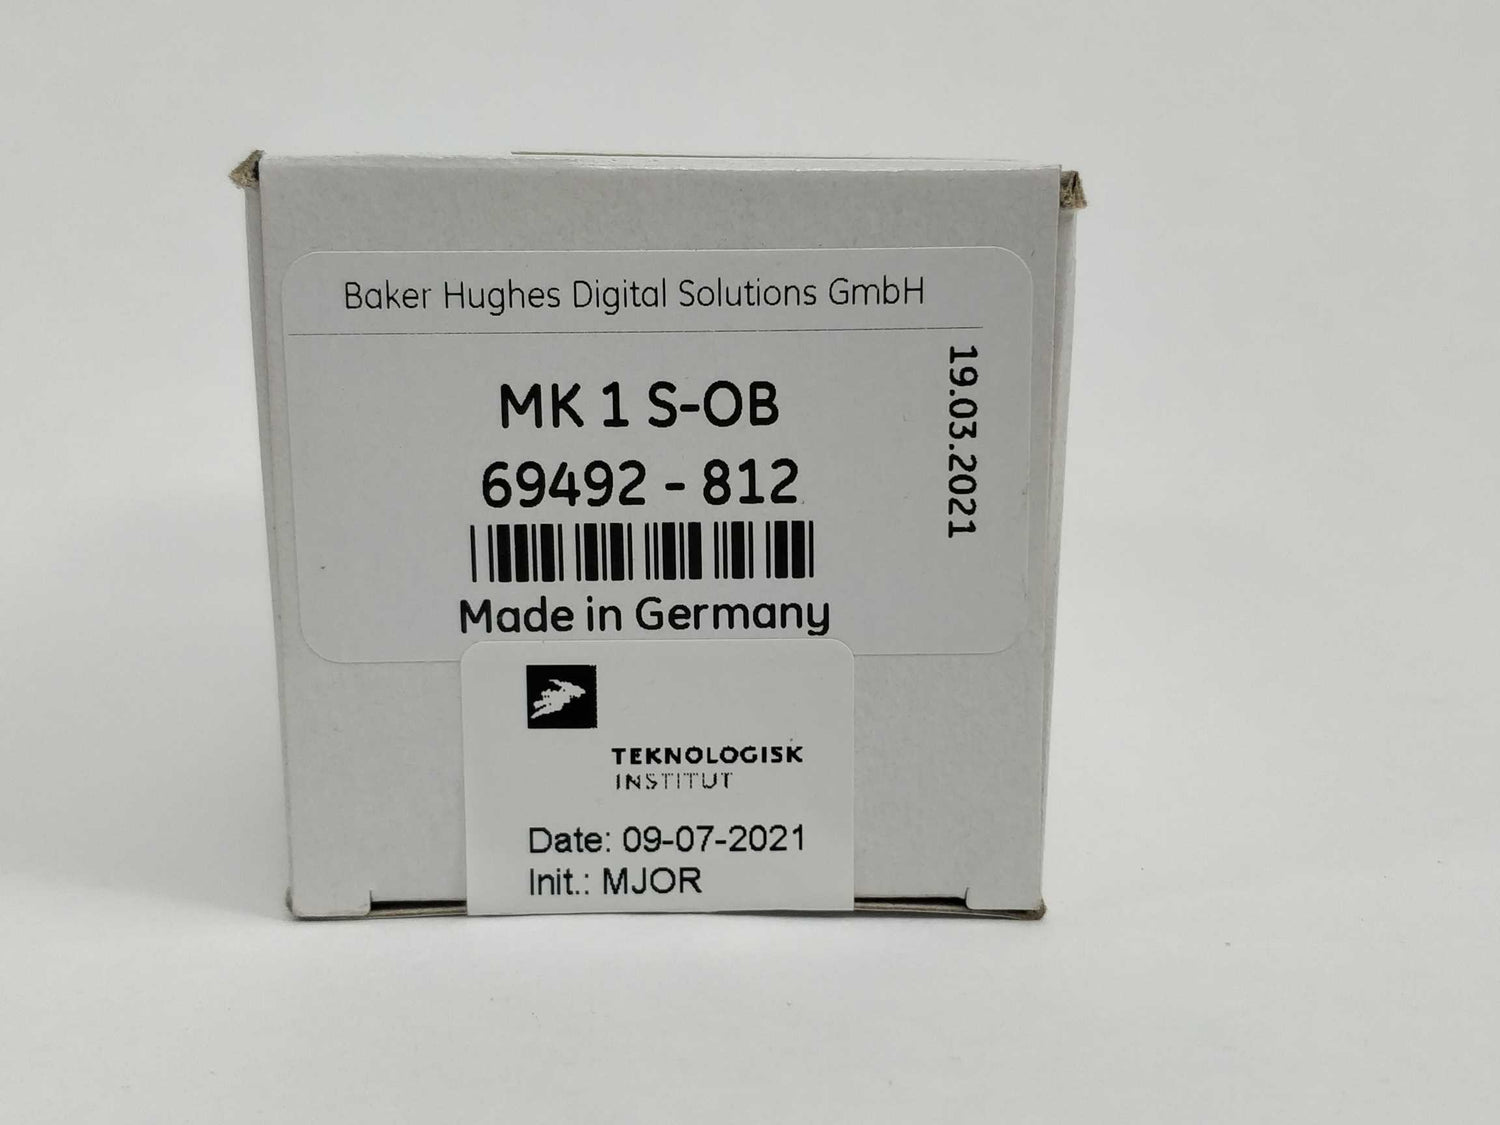 Baker Hughes Digital Solutions GmbH
MK 1 S-OB
69492 - 812
Made in Germany
19.03.2021
TEKNOLOGISK
INSTITUT
Date: 09-07-2021
Init.: MJOR